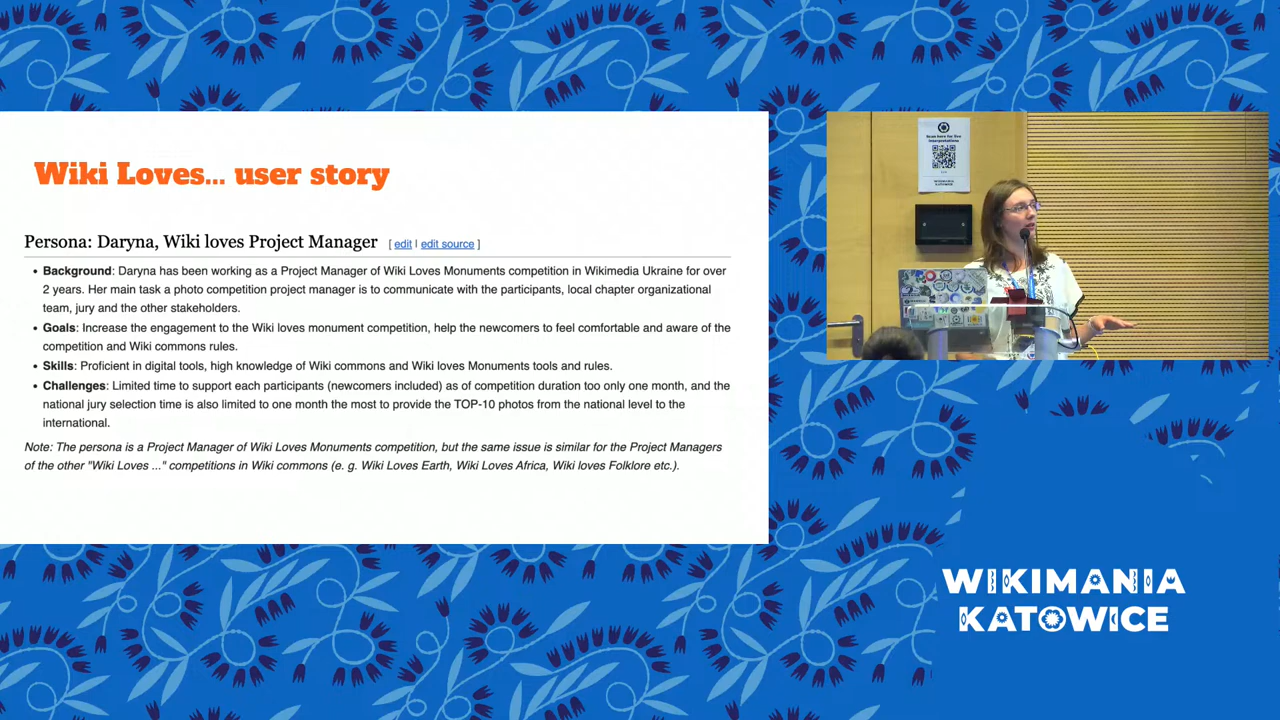 Wiki Loves... user story
Persona: Daryna, Wiki loves Project Manager [ edit | edit source ]
• Background: Daryna has been working as a Project Manager of Wiki Loves Monuments competition in Wikimedia Ukraine for over
2 years. Her main task a photo competition project manager is to communicate with the participants, local chapter organizational
team, jury and the other stakeholders.
• Goals: Increase the engagement to the Wiki loves monument competition, help the newcomers to feel comfortable and aware of the
competition and Wiki commons rules.
• Skills: Proficient in digital tools, high knowledge of Wiki commons and Wiki loves Monuments tools and rules.
• Challenges: Limited time to support each participants (newcomers included) as of competition duration too only one month, and the
national jury selection time is also limited to one month the most to provide the TOP-10 photos from the national level to the
international.
Note: The persona is a Project Manager of Wiki Loves Monuments competition, but the same issue is similar for the Project Managers
of the other "Wiki Loves ..." competitions in Wiki commons (e. g. Wiki Loves Earth, Wiki Loves Africa, Wiki loves Folklore etc.).
Scan here for live
interpretations
WIKIMANIA
KATOWICE
WIKIMANIA
KATOWICE